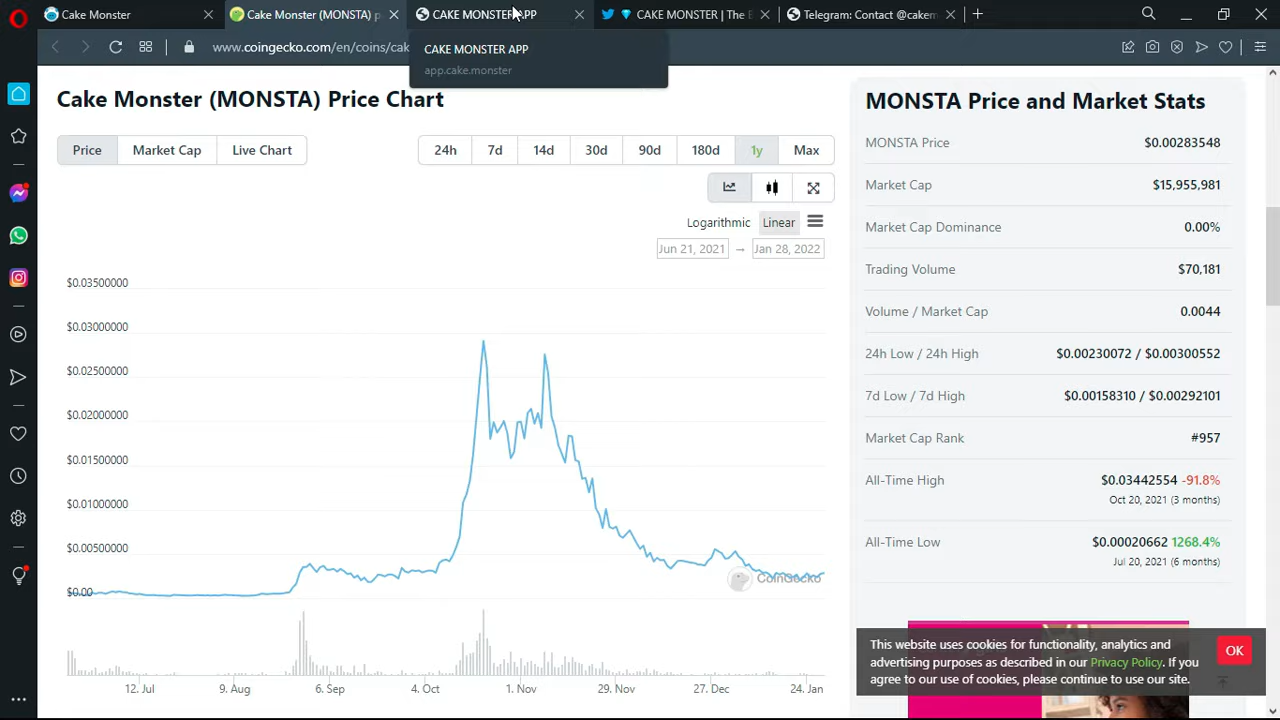 Cake Monster
Cake Monster (MONSTA) p
CAKE MONSTER APP
CAKE MONSTER | The E
Telegram: Contact @cakem
www.coingecko.com/en/coins/cak
CAKE MONSTER APP
app.cake.monster
Cake Monster (MONSTA) Price Chart
Price
Market Cap
Live Chart
24h
7d
14d
30d
90d
180d
1y
Max
Logarithmic
Linear
Jun 21, 2021 → Jan 28, 2022
$0.03500000
$0.03000000
$0.02500000
$0.02000000
$0.01500000
$0.01000000
$0.00500000
$0.00
CoinGecko
12. Jul
9. Aug
6. Sep
4. Oct
1. Nov
29. Nov
27. Dec
24. Jan
MONSTA Price and Market Stats
MONSTA Price $0.00283548
Market Cap $15,955,981
Market Cap Dominance 0.00%
Trading Volume $70,181
Volume / Market Cap 0.0044
24h Low / 24h High $0.00230072 / $0.00300552
7d Low / 7d High $0.00158310 / $0.00292101
Market Cap Rank #957
All-Time High $0.03442554 -91.8%
Oct 20, 2021 (3 months)
All-Time Low $0.00020662 1268.4%
Jul 20, 2021 (6 months)
This website uses cookies for functionality, analytics and
advertising purposes as described in our Privacy Policy. If you
agree to our use of cookies, please continue to use our site.
OK